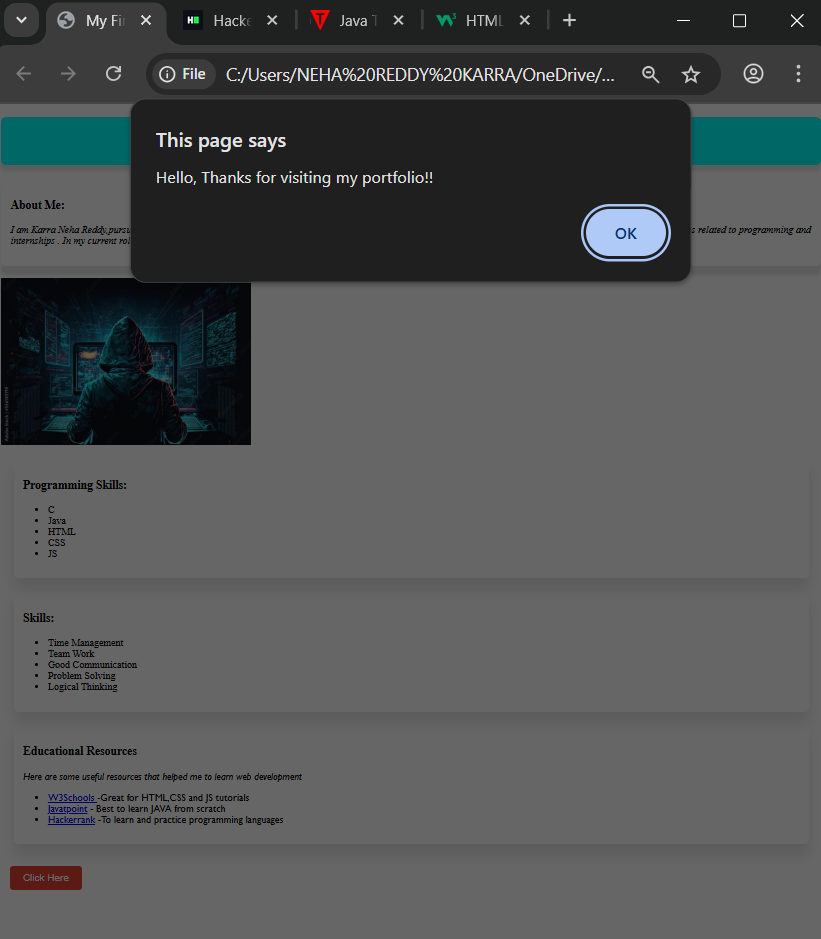 My Fi
Hacke
Java T
HTML
File
C:/Users/NEHA%20REDDY%20KARRA/OneDrive/...
This page says
Hello, Thanks for visiting my portfolio!!
OK
About Me:
I am Karra Neha Reddy,pursu
s related to programming and
internships . In my current rol
Programming Skills:
C
Java
HTML
CSS
JS
Skills:
Time Management
Team Work
Good Communication
Problem Solving
Logical Thinking
Educational Resources
Here are some useful resources that helped me to learn web development
W3Schools -Great for HTML,CSS and JS tutorials
Javatpoint - Best to learn JAVA from scratch
Hackerrank -To learn and practice programming languages
Click Here